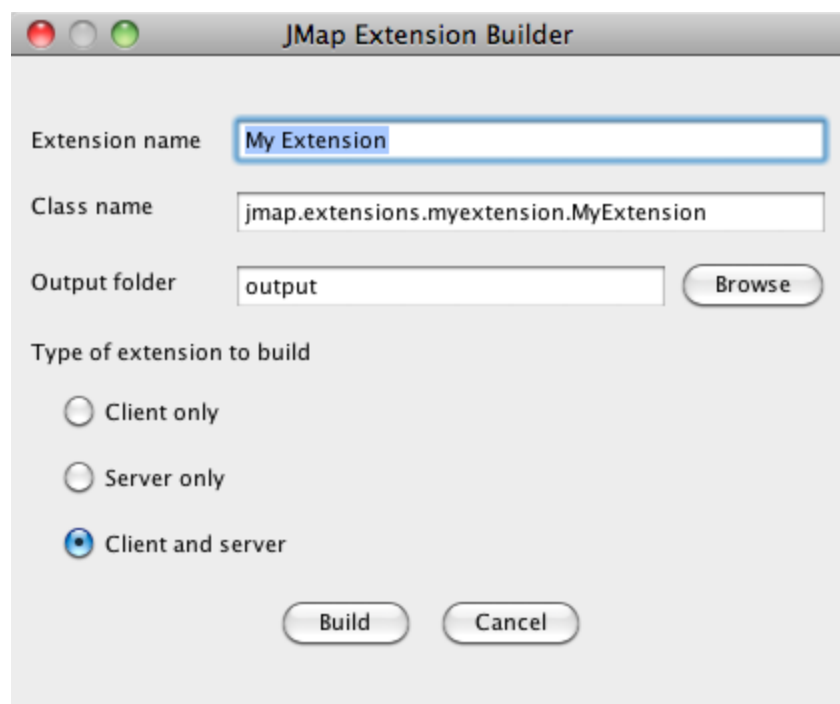 JMap Extension Builder
Extension name My Extension
Class name jmap.extensions.myextension.MyExtension
Output folder output Browse
Type of extension to build
Client only
Server only
Client and server
Build Cancel